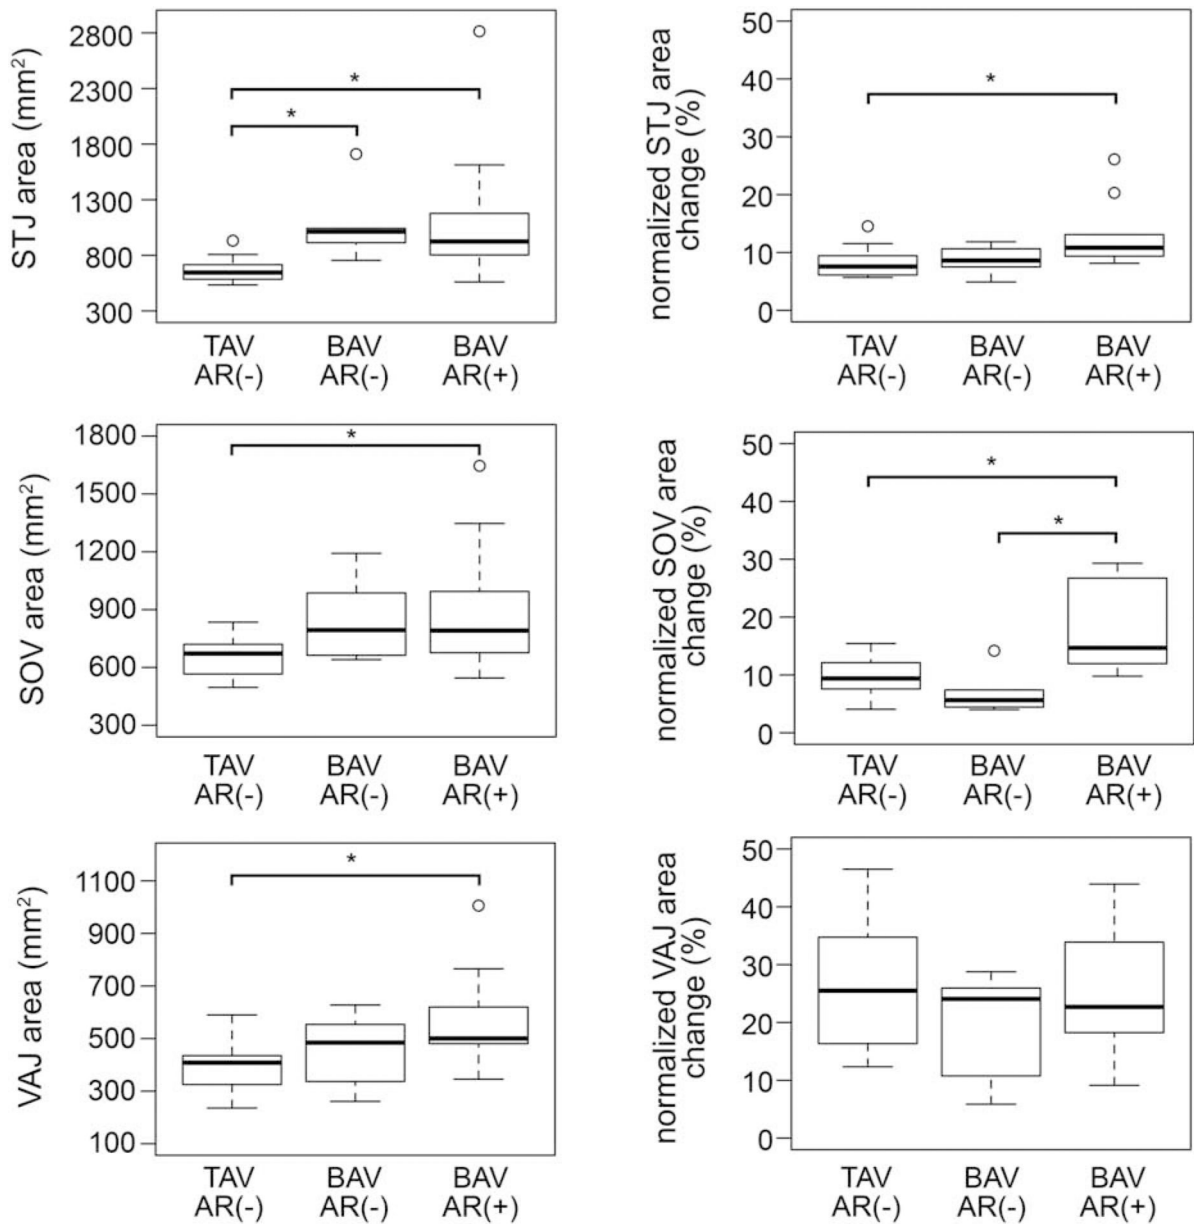 STJ area (mm²)
2800
2300
1800
1300
800
300
*
*
TAV
AR(-)
BAV
AR(-)
BAV
AR(+)
normalized STJ area
change (%)
50
40
30
20
10
0
*
TAV
AR(-)
BAV
AR(-)
BAV
AR(+)
SOV area (mm²)
1800
1500
1200
900
600
300
*
TAV
AR(-)
BAV
AR(-)
BAV
AR(+)
normalized SOV area
change (%)
50
40
30
20
10
0
*
*
TAV
AR(-)
BAV
AR(-)
BAV
AR(+)
VAJ area (mm²)
1100
900
700
500
300
100
*
TAV
AR(-)
BAV
AR(-)
BAV
AR(+)
normalized VAJ area
change (%)
50
40
30
20
10
0
TAV
AR(-)
BAV
AR(-)
BAV
AR(+)